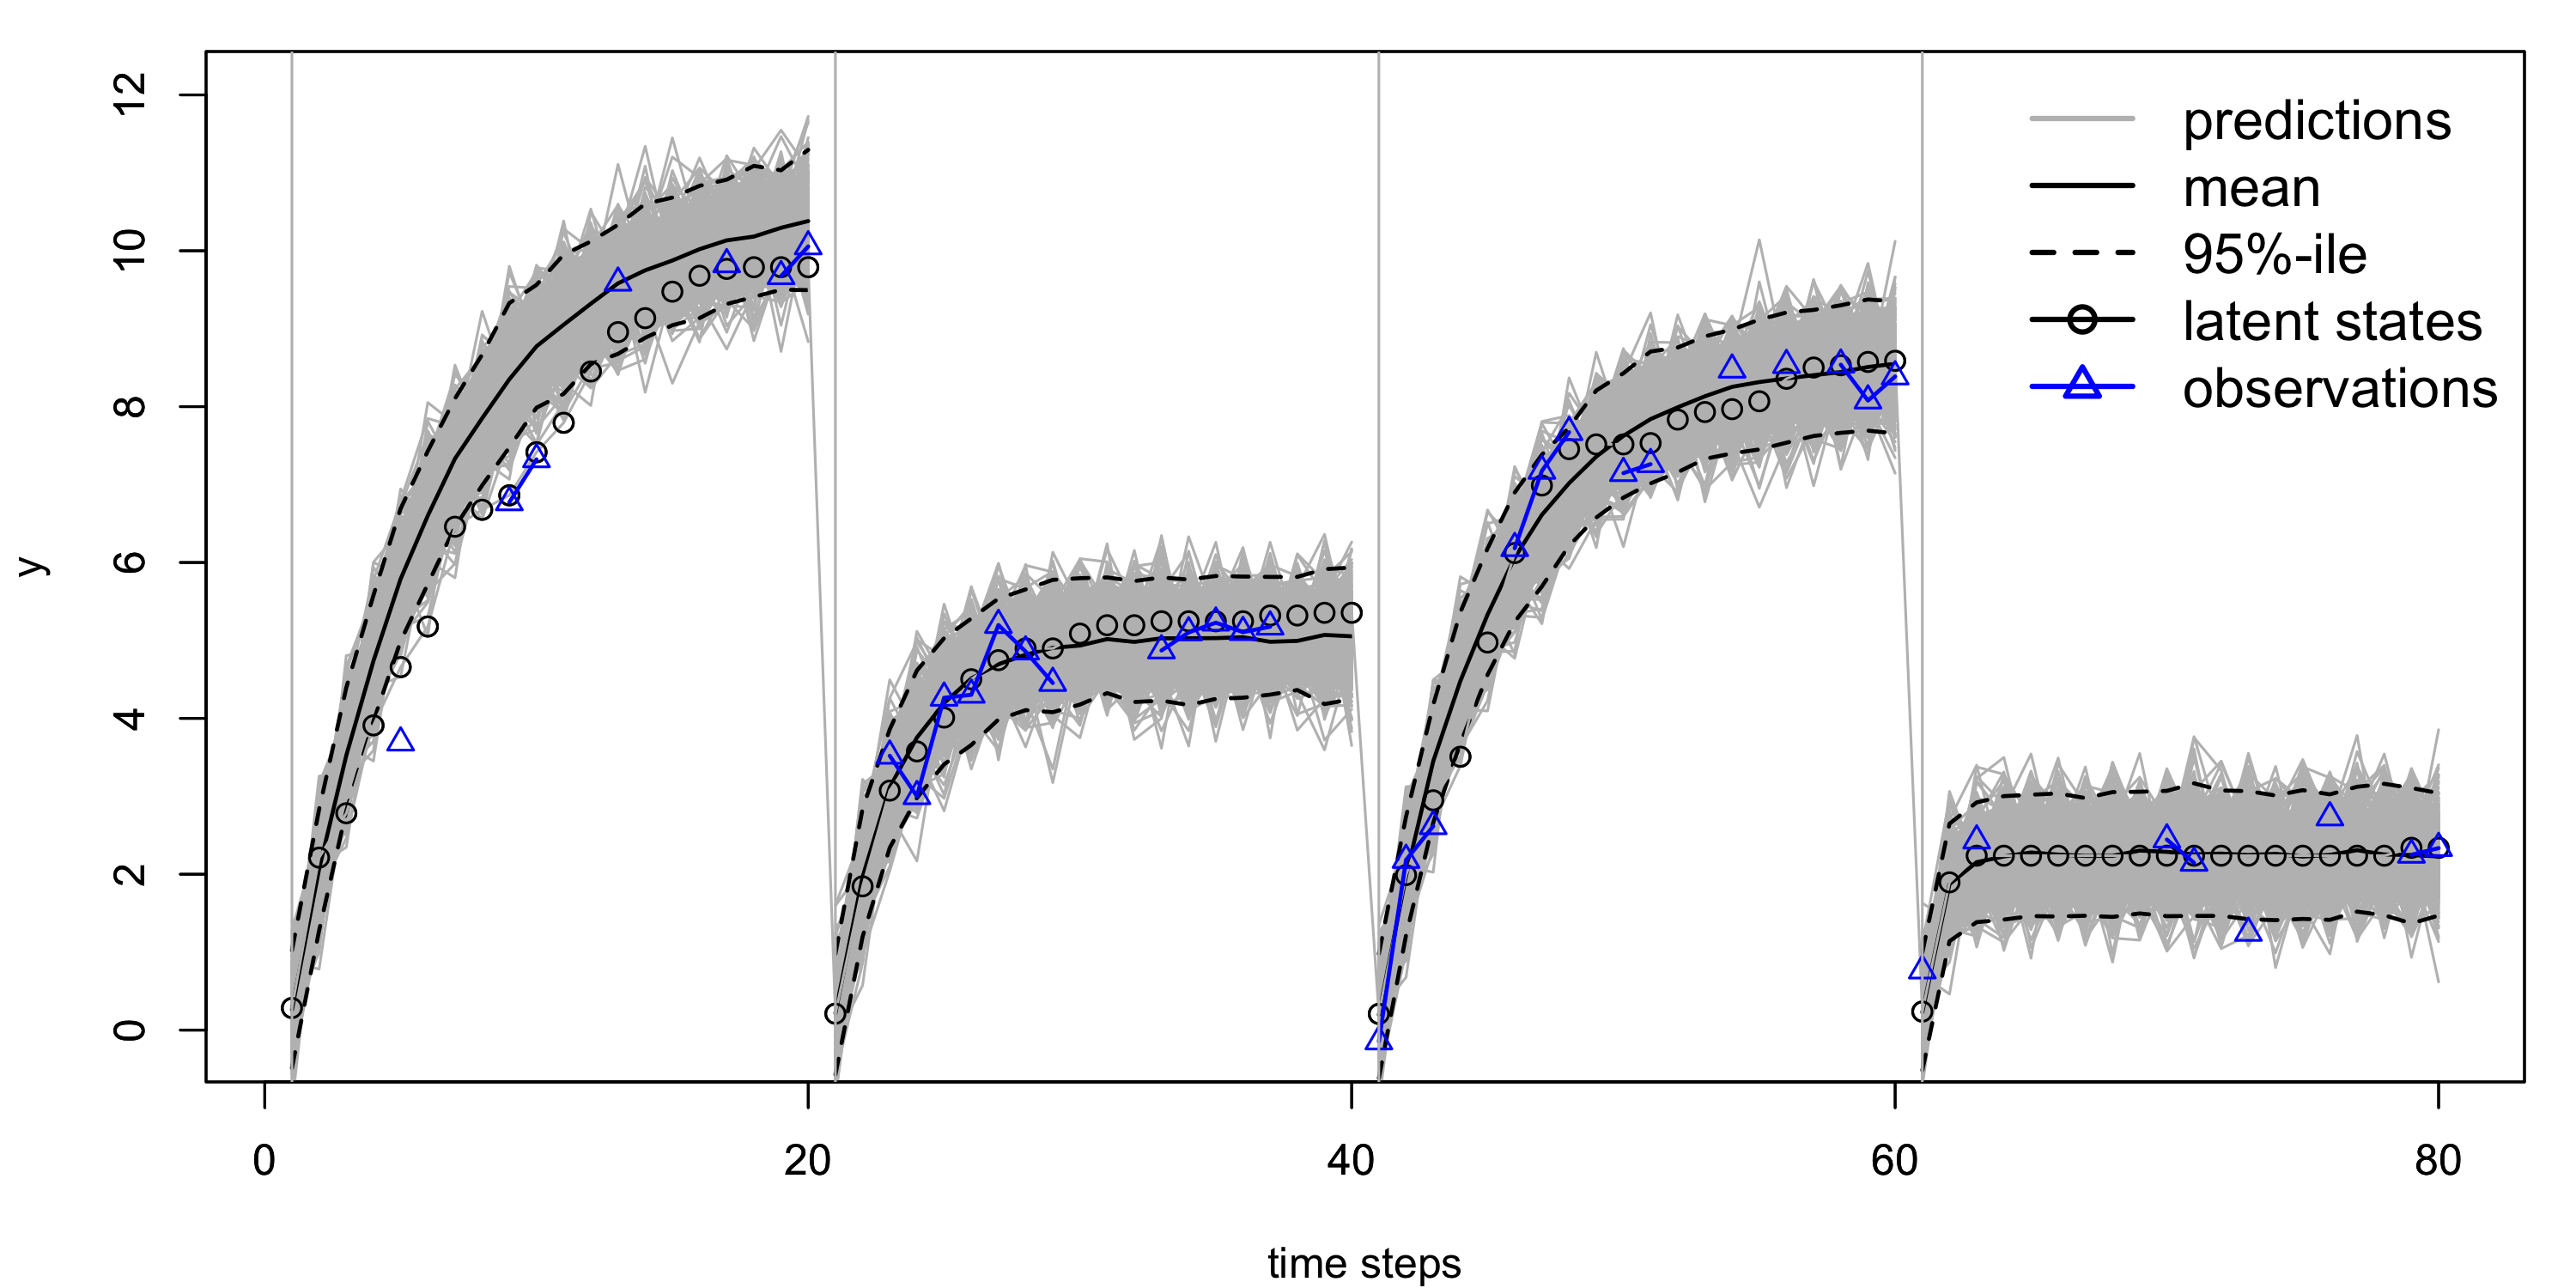 12
10
8
6
4
2
0
y
predictions
mean
95%-ile
latent states
observations
0 20 40 60 80
time steps